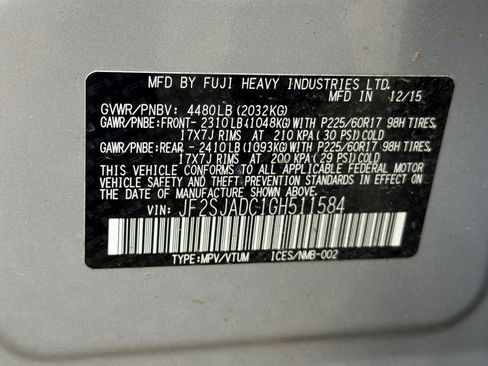 MFD BY FUJI HEAVY INDUSTRIES LTD.
12/15
GVWR/PNBV: 4480LB(2032KG)
GAWR/PNBE:FRONT-2310LB(1048KG)WITH P225/60R17 98H TIRES,
17X7J RIMS AT 210 KPA(30 PSI)COLD
GAWR/PNBE:REAR -2410LB(1093KG)WITH P225/60R17 98H TIRES,
17X7J RIMS AT 200 KPA(29 PSI)COLD
THIS VEHICLE CONFORMS TO ALL APPLICABLE FEDERAL MOTOR
VEHICLE SAFETY AND THEFT PREVENTION STANDARDS IN EFFECT ON
THE DATE OF MANUFACTURE SHOWN ABOVE.
VIN: JF2SJADC1GH511584
TYPE:MPV/VTUM ICES/NMB-002